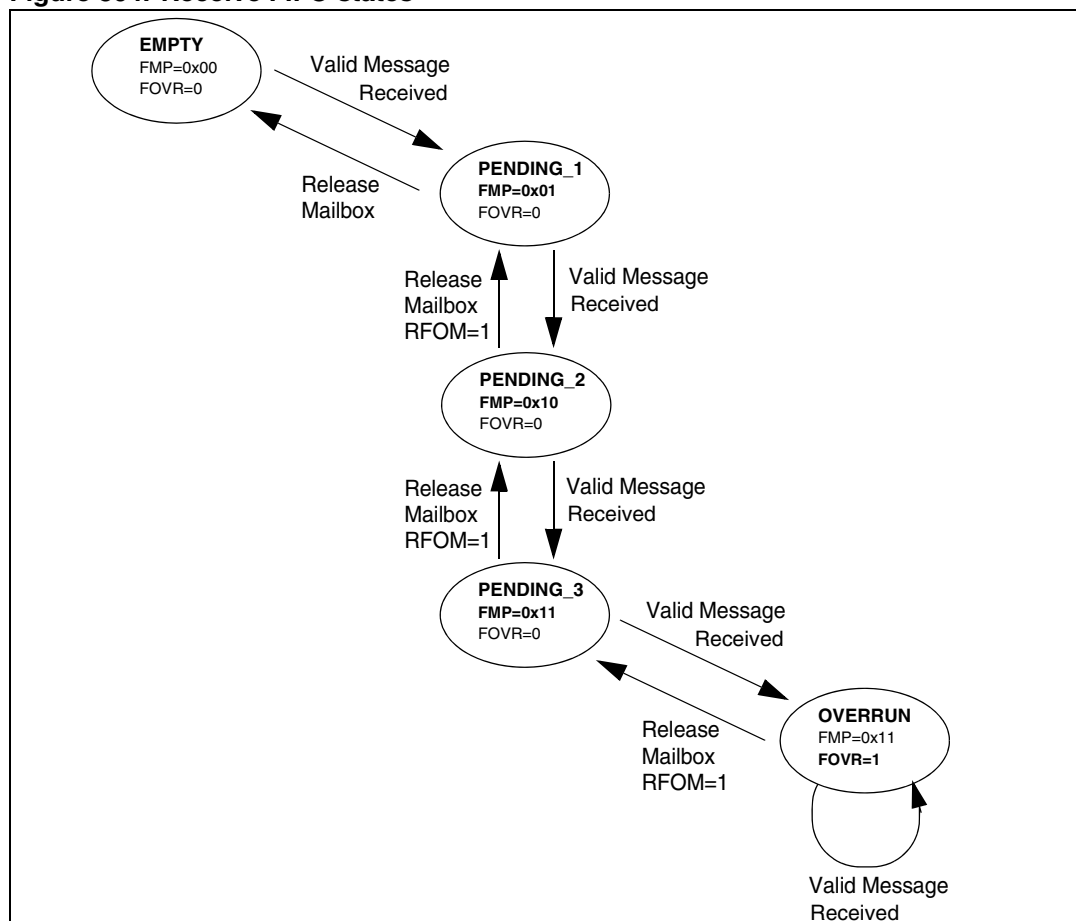 EMPTY
FMP=0x00
FOVR=0
Valid Message
Received
PENDING_1
FMP=0x01
FOVR=0
Release
Mailbox
Release
Mailbox
RFOM=1
Valid Message
Received
PENDING_2
FMP=0x10
FOVR=0
Release
Mailbox
RFOM=1
Valid Message
Received
PENDING_3
FMP=0x11
FOVR=0
Valid Message
Received
Release
Mailbox
RFOM=1
OVERRUN
FMP=0x11
FOVR=1
Valid Message
Received